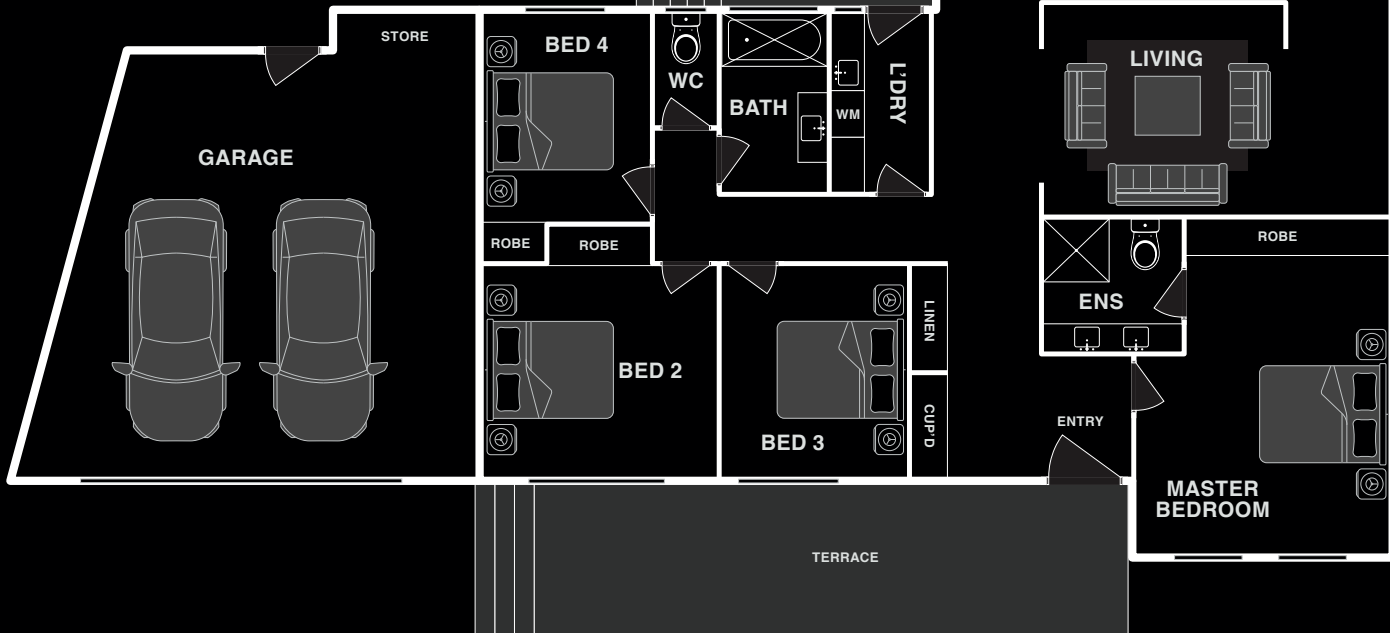 STORE
BED 4
WC
BATH
WM
L'DRY
LIVING
GARAGE
ROBE
ROBE
ROBE
ENS
LINEN
BED 2
CUP'D
BED 3
ENTRY
MASTER
BEDROOM
TERRACE